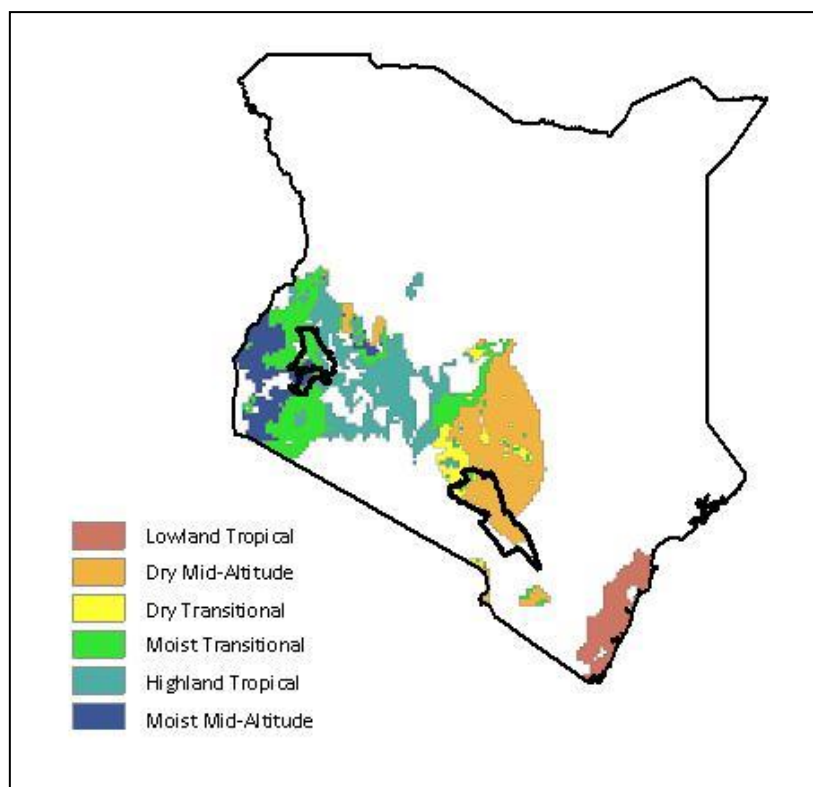 Lowland Tropical
Dry Mid-Altitude
Dry Transitional
Moist Transitional
Highland Tropical
Moist Mid-Altitude